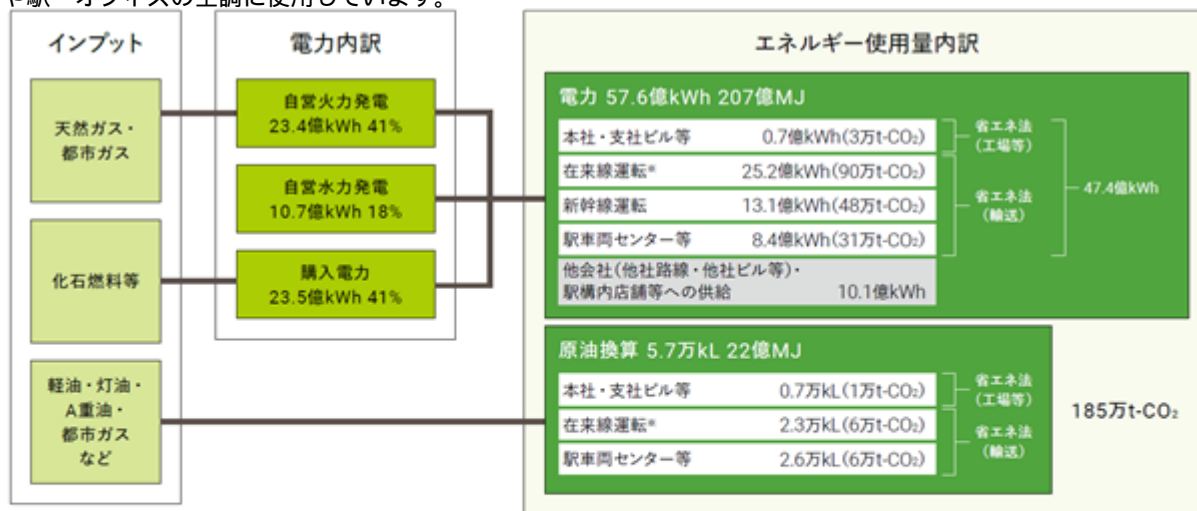 インプット
天然ガス・
都市ガス
化石燃料等
軽油・灯油・
A重油・
都市ガス
など
電力内訳
自営火力発電
23.4億kWh 41%
自営水力発電
10.7億kWh 18%
購入電力
23.5億kWh 41%
エネルギー使用量内訳
電力 57.6億kWh 207億MJ
本社・支社ビル等 0.7億kWh(3万t-CO₂)
在来線運転* 25.2億kWh(90万t-CO₂)
新幹線運転 13.1億kWh(48万t-CO₂)
駅車両センター等 8.4億kWh(31万t-CO₂)
他会社(他社路線・他社ビル等)・
駅構内店舗等への供給 10.1億kWh
省エネ法
(工場等)
省エネ法
(輸送)
47.4億kWh
原油換算 5.7万kL 22億MJ
本社・支社ビル等 0.7万kL(1万t-CO₂)
在来線運転* 2.3万kL(6万t-CO₂)
駅車両センター等 2.6万kL(6万t-CO₂)
省エネ法
(工場等)
省エネ法
(輸送)
185万t-CO₂